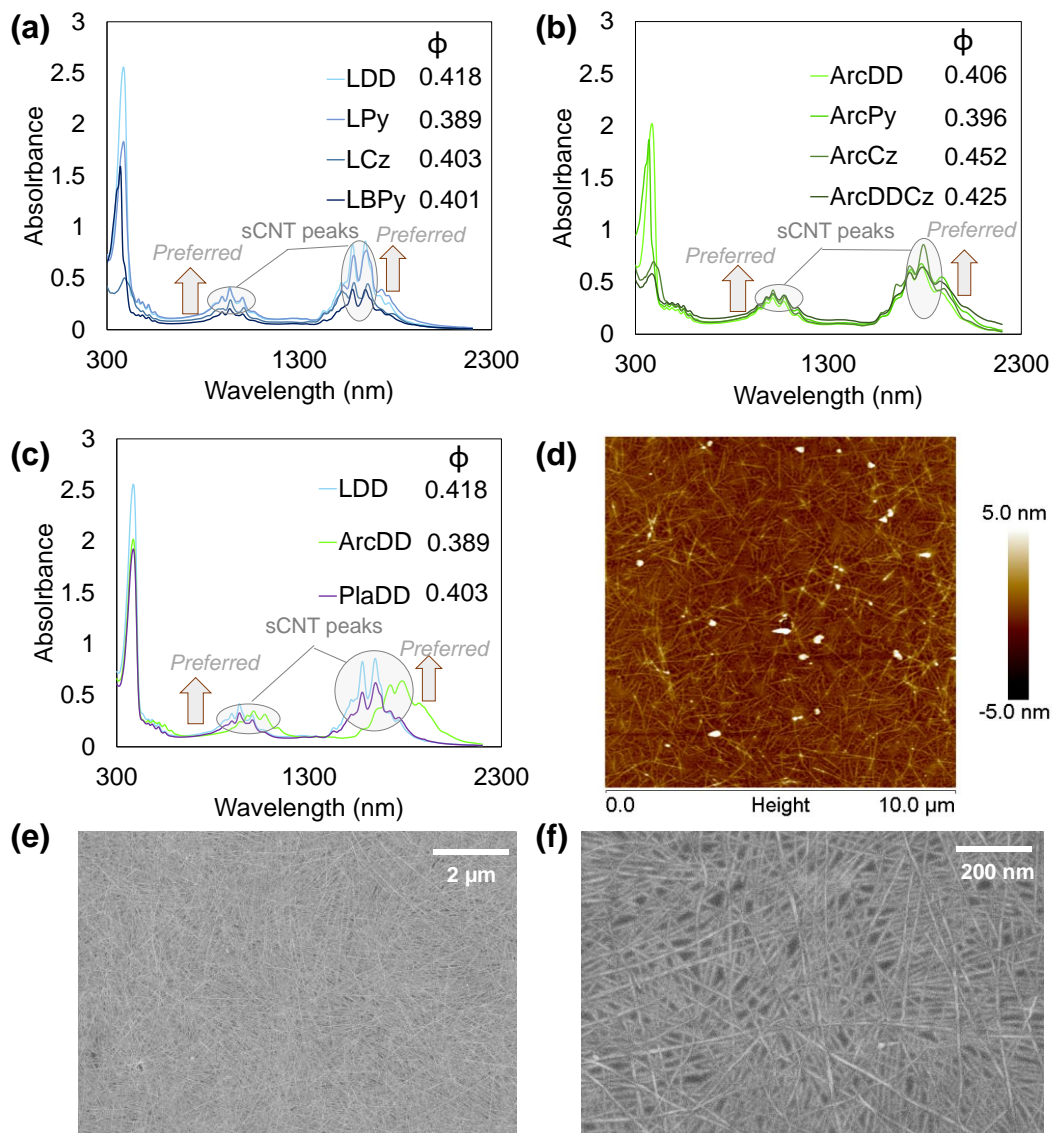 (a)
ϕ
LDD 0.418
LPy 0.389
LCz 0.403
LBPy 0.401
sCNT peaks
Preferred
Preferred
Absolrbance
3
2.5
2
1.5
1
0.5
0
300 1300 2300
Wavelength (nm)
(b)
ϕ
ArcDD 0.406
ArcPy 0.396
ArcCz 0.452
ArcDDCz 0.425
sCNT peaks
Preferred
Preferred
Absolrbance
3
2.5
2
1.5
1
0.5
0
300 1300 2300
Wavelength (nm)
(c)
ϕ
LDD 0.418
ArcDD 0.389
PlaDD 0.403
sCNT peaks
Preferred
Preferred
Absolrbance
3
2.5
2
1.5
1
0.5
0
300 1300 2300
Wavelength (nm)
(d)
5.0 nm
-5.0 nm
0.0 Height 10.0 µm
(e)
2 µm
(f)
200 nm